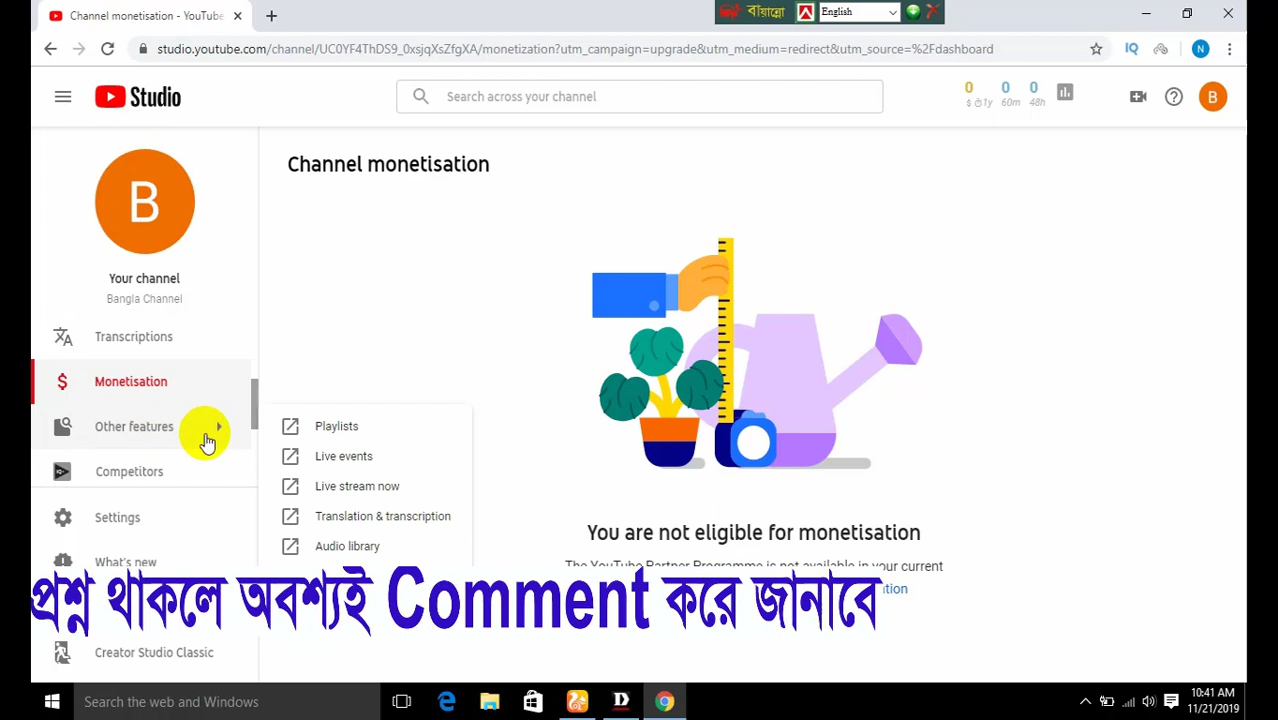 Channel monetisation - YouTube
বায়ান্নো
English
studio.youtube.com/channel/UC0YF4ThDS9_0xsjqXsZfgXA/monetization?utm_campaign=upgrade&utm_medium=redirect&utm_source=%2Fdashboard
IQ
N
Studio
Search across your channel
0 0 0
$ 1y 60m 48h
B
B
Channel monetisation
Your channel
Bangla Channel
Transcriptions
Monetisation
Other features
Competitors
Settings
What's new
Creator Studio Classic
Playlists
Live events
Live stream now
Translation & transcription
Audio library
You are not eligible for monetisation
The YouTube Partner Programme is not available in your current
প্রশ্ন থাকলে অবশ্যই Comment করে জানাবে
Search the web and Windows
10:41 AM
11/21/2019